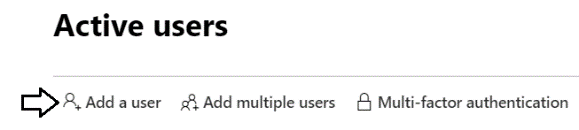 Active users
Add a user Add multiple users Multi-factor authentication